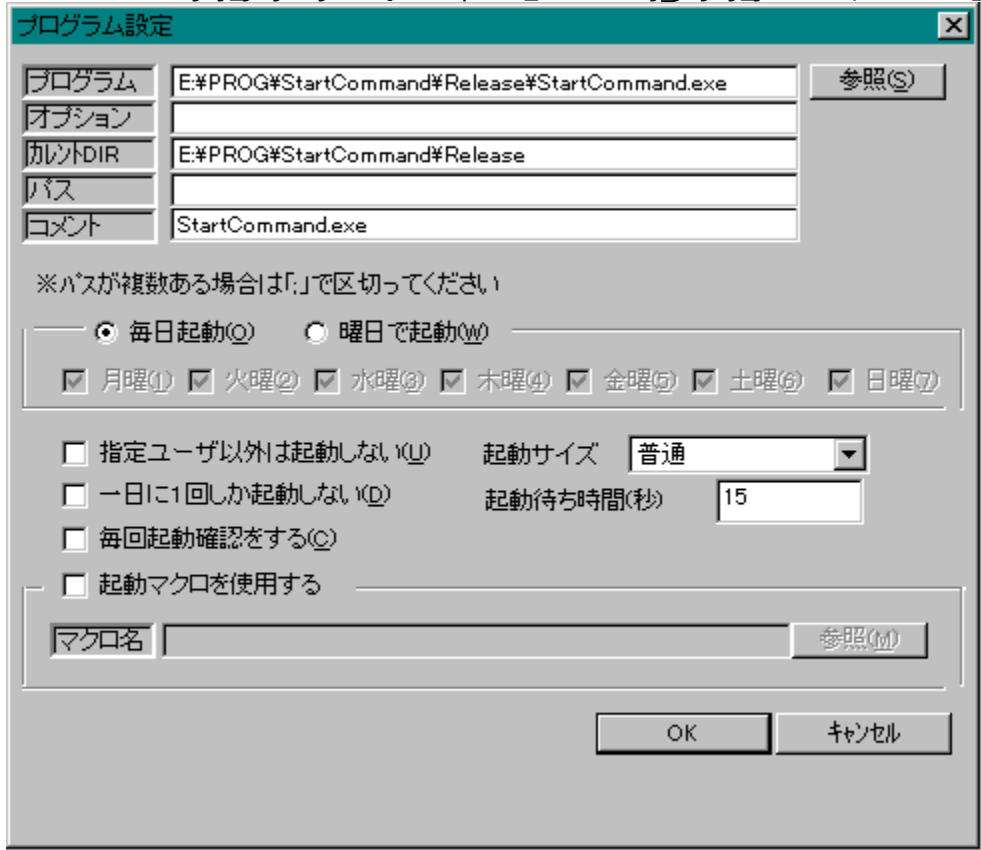 プログラム設定
プログラム E:¥PROG¥StartCommand¥Release¥StartCommand.exe 参照(S)
オプション
ｶﾚﾝﾄDIR E:¥PROG¥StartCommand¥Release
パス
コメント StartCommand.exe
※ﾊﾟｽが複数ある場合は「;」で区切ってください
毎日起動(O) 曜日で起動(W)
月曜(1) 火曜(2) 水曜(3) 木曜(4) 金曜(5) 土曜(6) 日曜(7)
指定ユーザ以外は起動しない(U) 起動サイズ 普通
一日に1回しか起動しない(D) 起動待ち時間(秒) 15
毎回起動確認をする(C)
起動マクロを使用する
マクロ名 参照(M)
OK ｷｬﾝｾﾙ